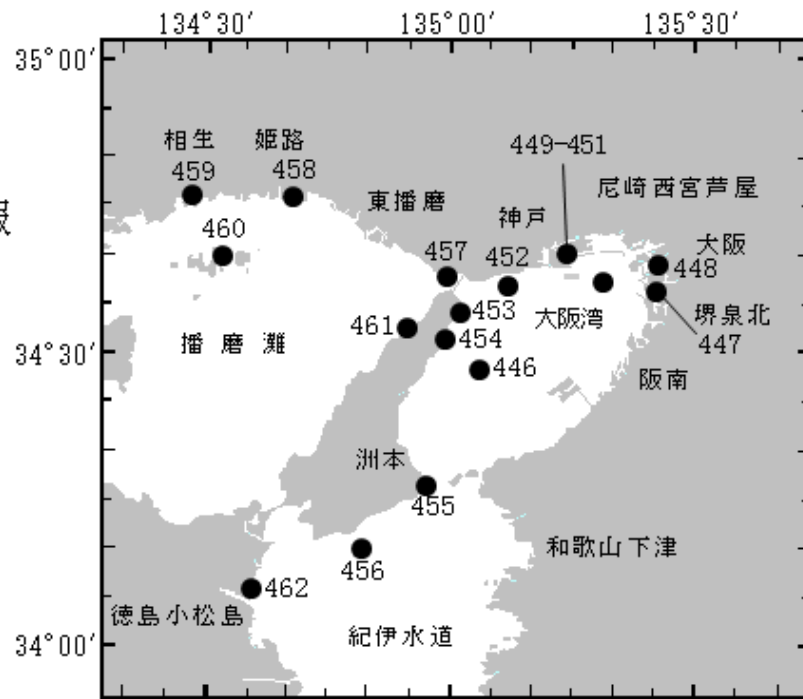 134°30′ 135°00′ 135°30′
35°00′
相生 姫路 449-451
459 458 尼崎西宮芦屋
東播磨 神戸
460 457 452 大阪
448
453 大阪湾 堺泉北
461 454 447
播磨灘
34°30′ 446 阪南
洲本
455
和歌山下津
456
462
徳島小松島 紀伊水道
34°00′